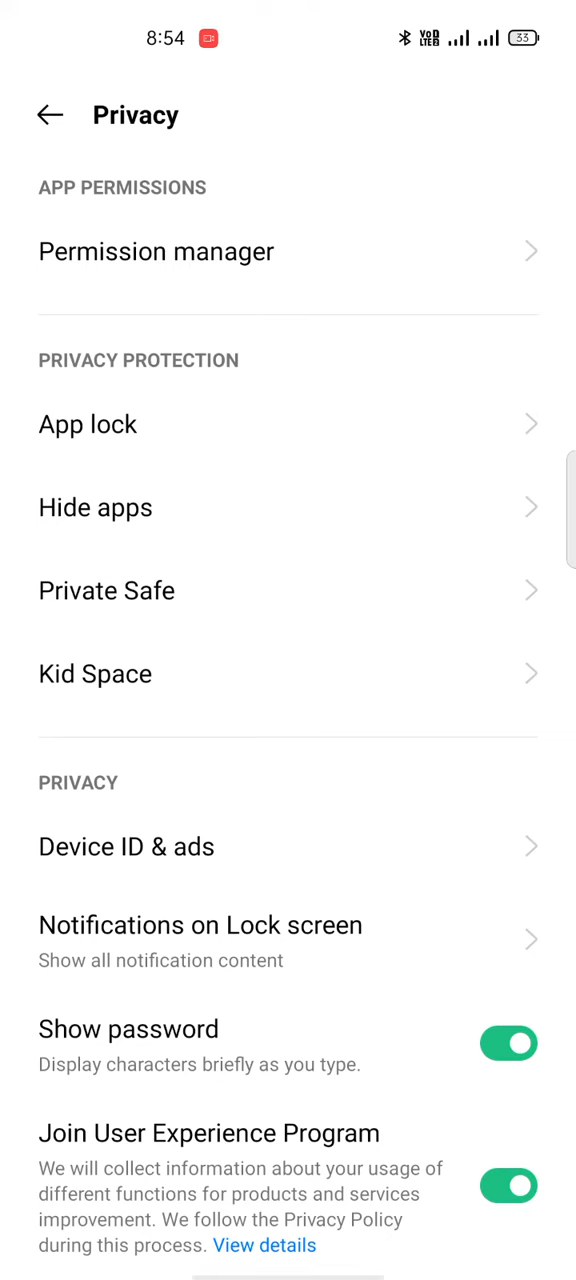 8:54 VoD LTE2 33
Privacy
APP PERMISSIONS
Permission manager
PRIVACY PROTECTION
App lock
Hide apps
Private Safe
Kid Space
PRIVACY
Device ID & ads
Notifications on Lock screen
Show all notification content
Show password
Display characters briefly as you type.
Join User Experience Program
We will collect information about your usage of
different functions for products and services
improvement. We follow the Privacy Policy
during this process. View details